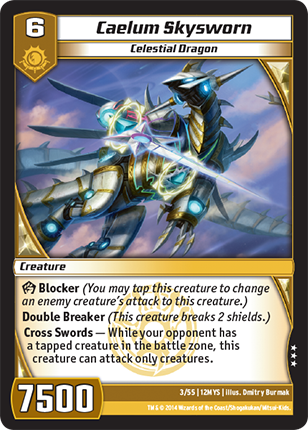 6
Caelum Skysworn
Celestial Dragon
Creature
Blocker (You may tap this creature to change
an enemy creature's attack to this creature.)
Double Breaker (This creature breaks 2 shields.)
Cross Swords — While your opponent has
a tapped creature in the battle zone, this
creature can attack only creatures.
7500
3/55 | 12MYS | Illus. Dmitry Burmak
TM & © 2014 Wizards of the Coast/Shogakukan/Mitsui-Kids.